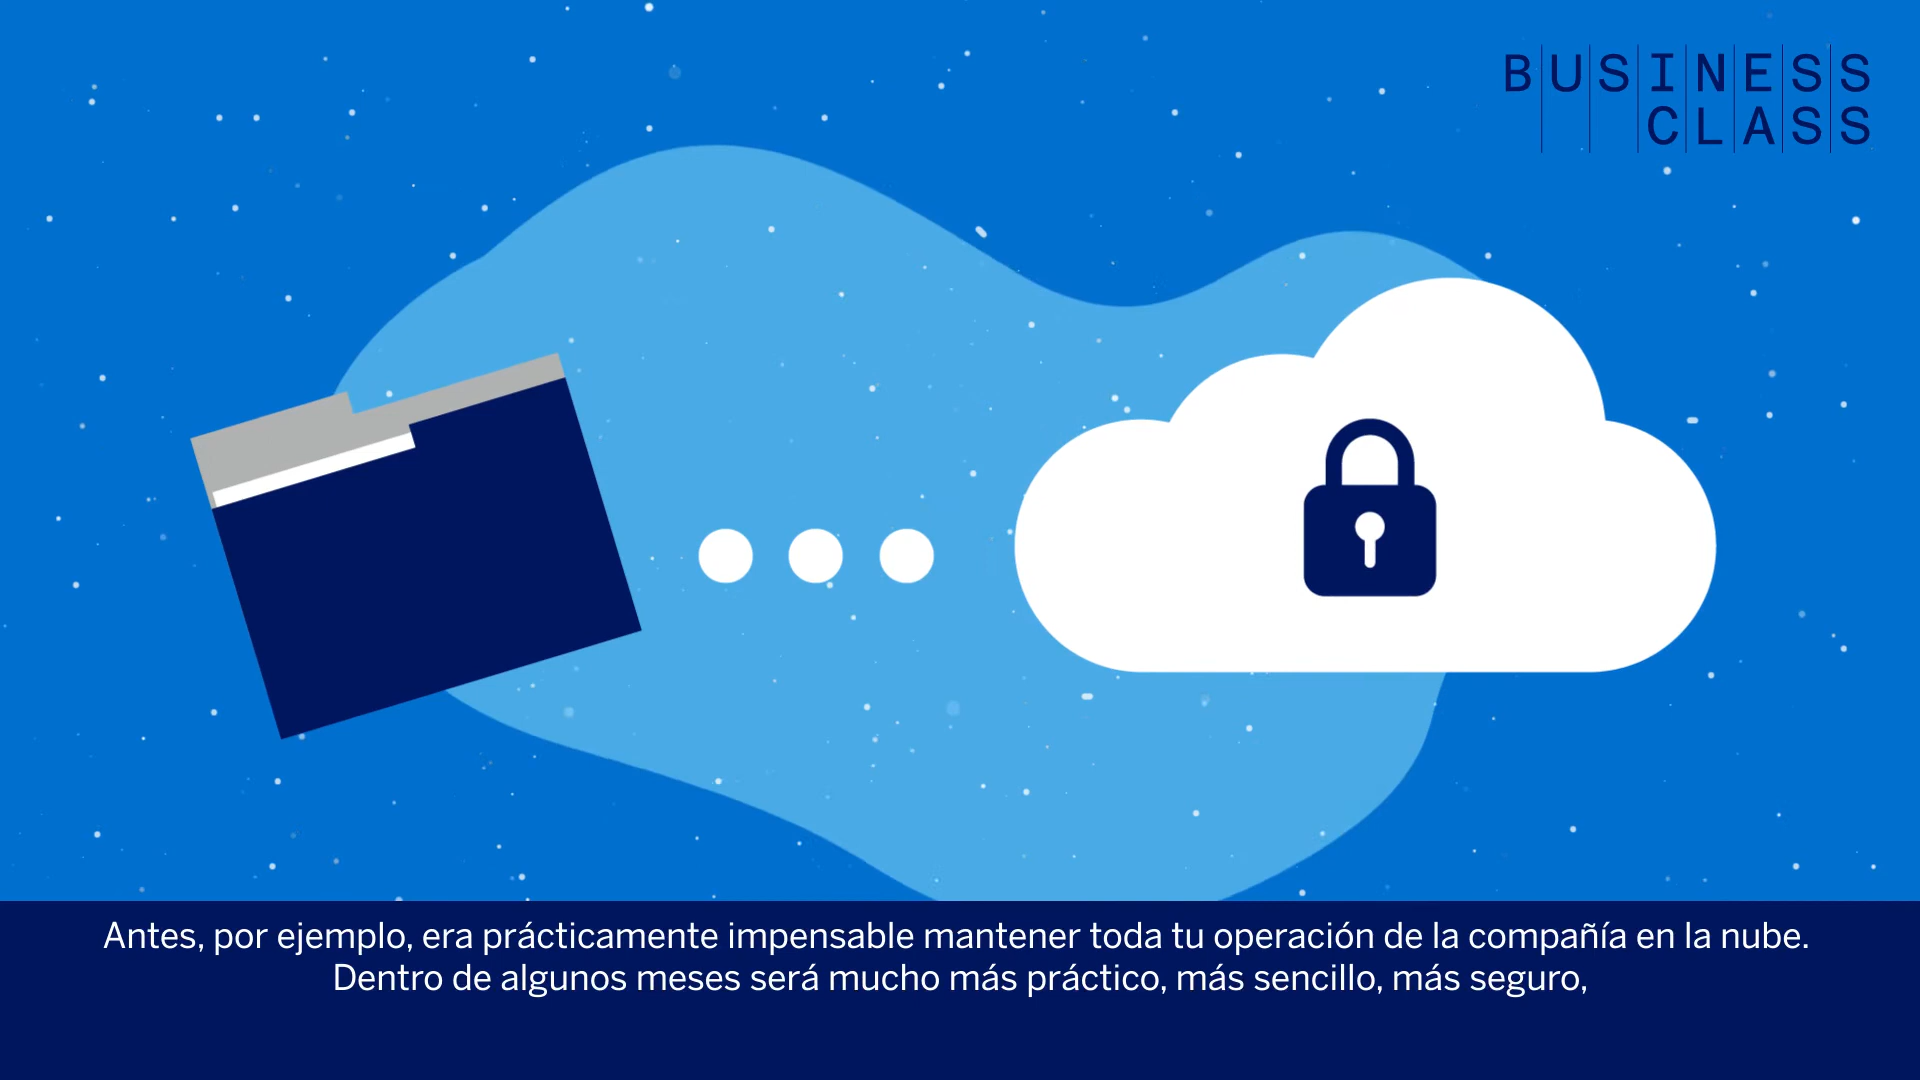 BUSINESS
CLASS
Antes, por ejemplo, era prácticamente impensable mantener toda tu operación de la compañía en la nube.
Dentro de algunos meses será mucho más práctico, más sencillo, más seguro,